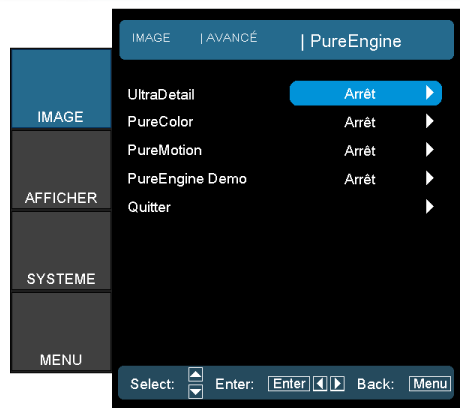 IMAGE | AVANCÉ | PureEngine
UltraDetail Arrêt
PureColor Arrêt
PureMotion Arrêt
PureEngine Demo Arrêt
Quitter
IMAGE
AFFICHER
SYSTEME
MENU
Select: Enter: Enter Back: Menu